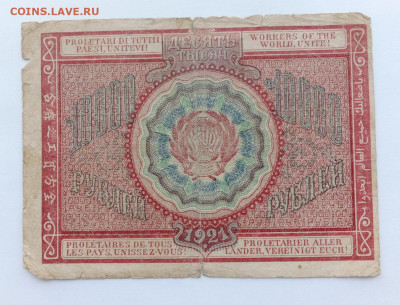 COINS.LAVE.RU
PROLETARI DI TUTTI I
PAESI, UNITEVI!
ДЕСЯТЬ
ТЫСЯЧ
WORKERS OF THE
WORLD, UNITE!
10000
10000
РУБЛЕЙ
РУБЛЕЙ
PROLÉTAIRES DE TOUS
LES PAYS, UNISSEZ-VOUS!
1921
PROLETARIER ALLER
LÄNDER, VEREINIGT EUCH!